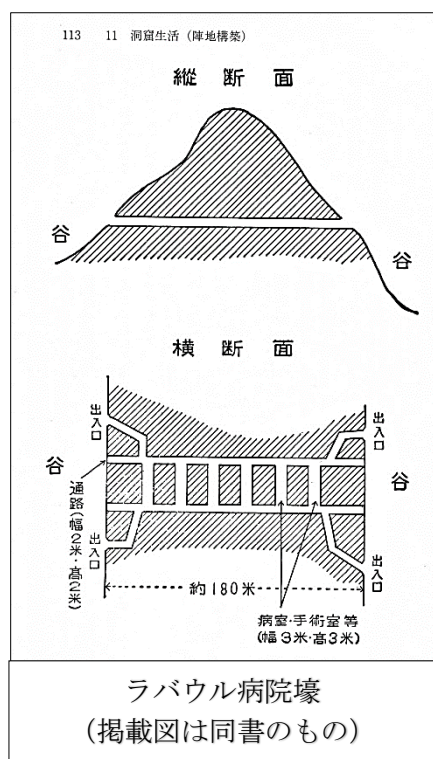 113　11　洞窟生活（陣地構築）
縱断面
谷
谷
横断面
出入口
出入口
谷
谷
通路(幅2米・高2米)
出入口
出入口
約180米
病室・手術室等
(幅3米・高3米)
ラバウル病院壕
(掲載図は同書のもの)